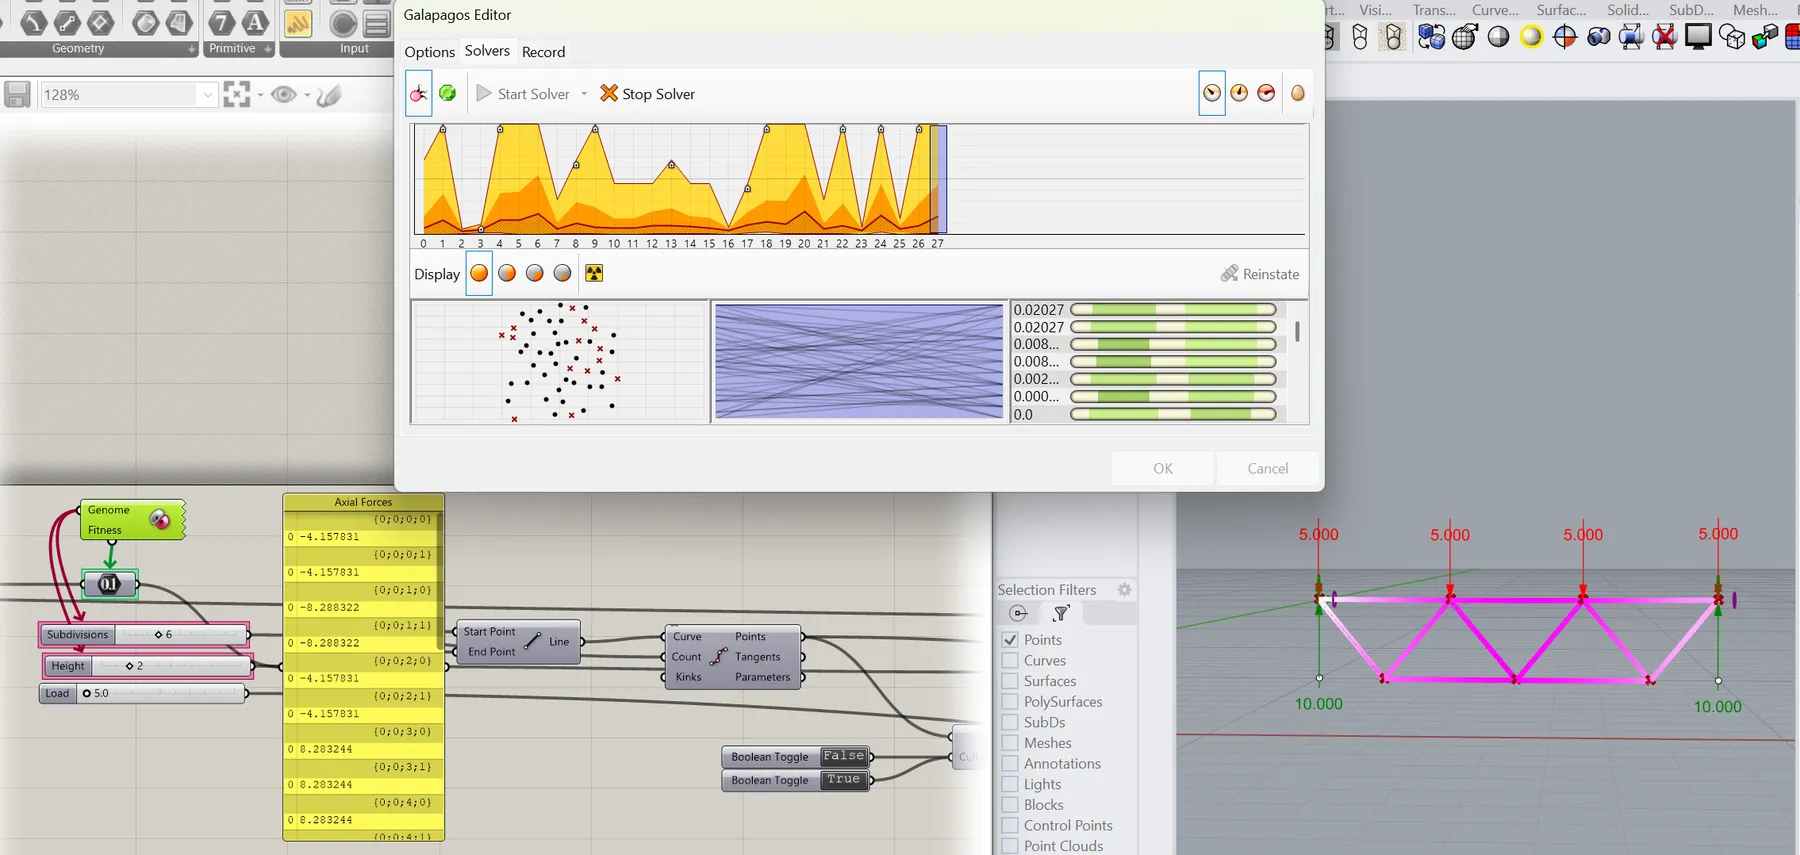 Galapagos Editor
Options Solvers Record
Start Solver Stop Solver
0 1 2 3 4 5 6 7 8 9 10 11 12 13 14 15 16 17 18 19 20 21 22 23 24 25 26 27
Display
Reinstate
0.02027
0.02027
0.008...
0.008...
0.002...
0.000...
0.0
OK Cancel
7 A
Geometry Primitive Input
128%
Visi... Trans... Curve... Surfac... Solid... SubD... Mesh...
Genome
Fitness
0.1
Subdivisions 6
Height 2
Load 5.0
Axial Forces
{0;0;0;0}
0 -4.157831
{0;0;0;1}
0 -4.157831
{0;0;1;0}
0 -8.288322
{0;0;1;1}
0 -8.288322
{0;0;2;0}
0 -4.157831
{0;0;2;1}
0 -4.157831
{0;0;3;0}
0 8.283244
{0;0;3;1}
0 8.283244
{0;0;4;0}
0 8.283244
{0;0;4;1}
Start Point
End Point
Line
Curve
Count
Kinks
Points
Tangents
Parameters
Boolean Toggle False
Boolean Toggle True
Selection Filters
Points
Curves
Surfaces
PolySurfaces
SubDs
Meshes
Annotations
Lights
Blocks
Control Points
Point Clouds
5.000 5.000 5.000 5.000
10.000 10.000